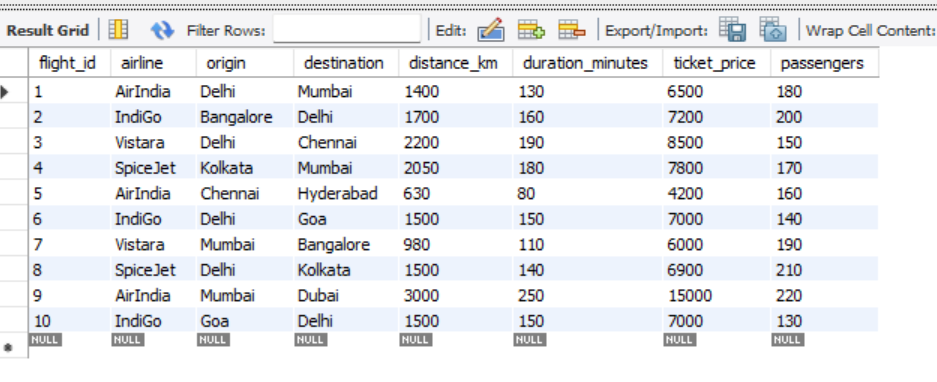 Result Grid Filter Rows: Edit: Export/Import: Wrap Cell Content:
flight_id airline origin destination distance_km duration_minutes ticket_price passengers
1 AirIndia Delhi Mumbai 1400 130 6500 180
2 IndiGo Bangalore Delhi 1700 160 7200 200
3 Vistara Delhi Chennai 2200 190 8500 150
4 SpiceJet Kolkata Mumbai 2050 180 7800 170
5 AirIndia Chennai Hyderabad 630 80 4200 160
6 IndiGo Delhi Goa 1500 150 7000 140
7 Vistara Mumbai Bangalore 980 110 6000 190
8 SpiceJet Delhi Kolkata 1500 140 6900 210
9 AirIndia Mumbai Dubai 3000 250 15000 220
10 IndiGo Goa Delhi 1500 150 7000 130
NULL NULL NULL NULL NULL NULL NULL NULL